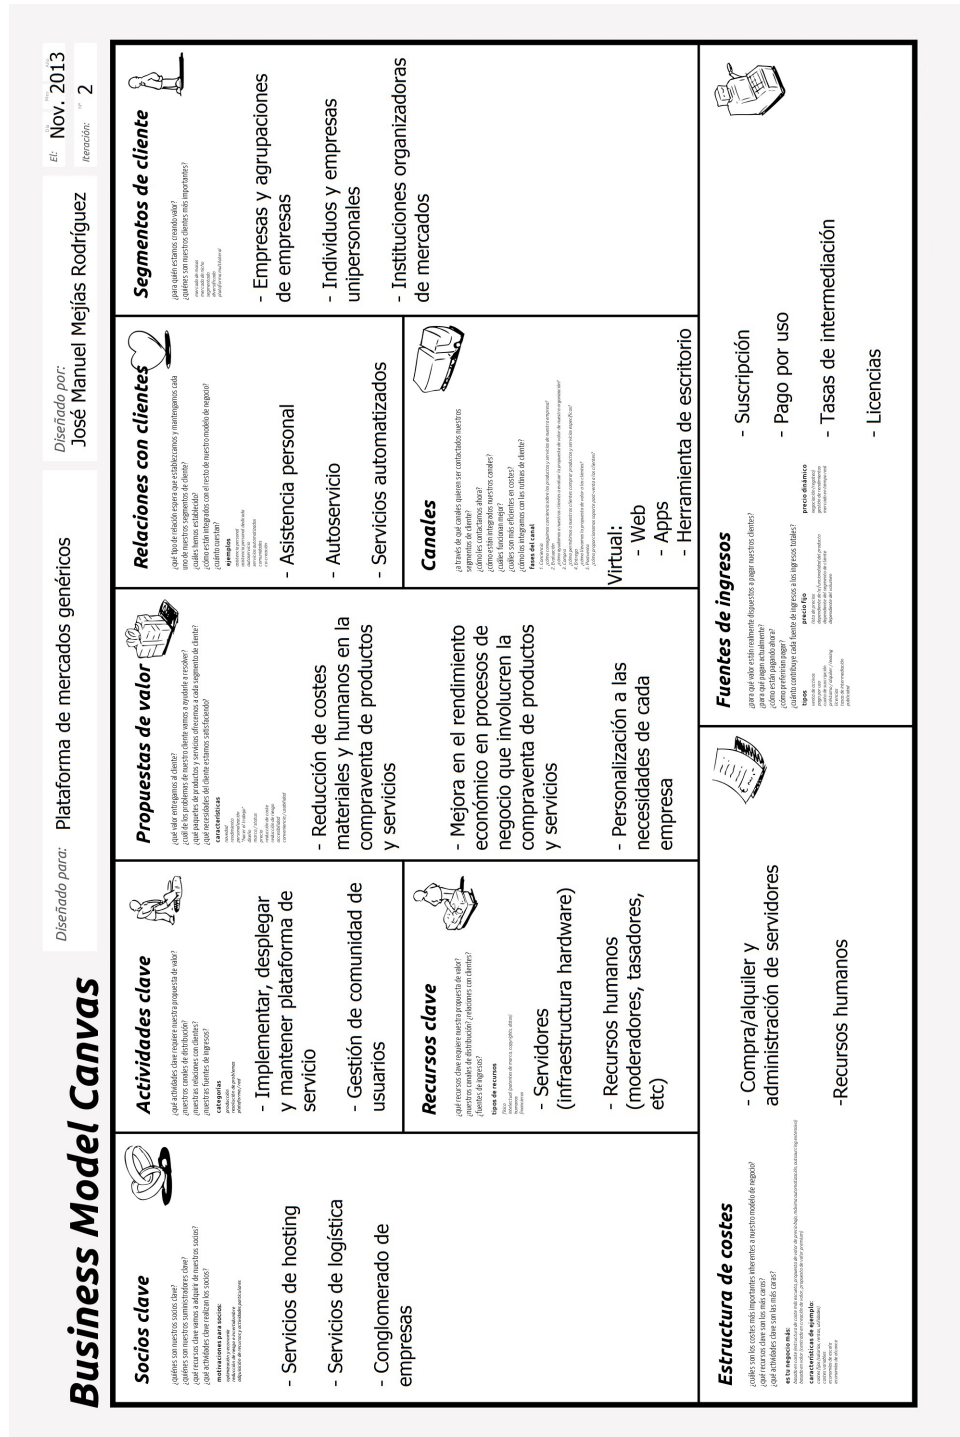 Business Model Canvas
Diseñado para:
Plataforma de mercados genéricos
Diseñado por:
José Manuel Mejías Rodríguez
El:
Nov. 2013
Iteración:
2
Socios clave
¿quiénes son nuestros socios clave?
¿quiénes son nuestros suministradores clave?
¿qué recursos clave vamos a adquirir de nuestros socios?
¿qué actividades clave realizan los socios?
motivaciones para socios:
- Servicios de hosting
- Servicios de logística
- Conglomerado de
empresas
Actividades clave
¿qué actividades clave requiere nuestra propuesta de valor?
¿nuestros canales de distribución?
¿nuestras relaciones con clientes?
¿nuestras fuentes de ingresos?
categorías
producción
resolución de problemas
plataforma / red
- Implementar, desplegar
y mantener plataforma de
servicio
- Gestión de comunidad de
usuarios
Recursos clave
¿qué recursos clave requiere nuestra propuesta de valor?
¿nuestros canales de distribución? ¿relaciones con clientes?
¿fuentes de ingresos?
tipos de recursos
- Servidores
(infraestructura hardware)
- Recursos humanos
(moderadores, tasadores,
etc)
Propuestas de valor
¿qué valor entregamos al cliente?
¿cuál de los problemas de nuestro cliente vamos a ayudarle a resolver?
¿qué paquetes de productos y servicios ofrecemos a cada segmento de cliente?
¿qué necesidades del cliente estamos satisfaciendo?
características
- Reducción de costes
materiales y humanos en la
compraventa de productos
y servicios
- Mejora en el rendimiento
económico en procesos de
negocio que involucren la
compraventa de productos
y servicios
- Personalización a las
necesidades de cada
empresa
Relaciones con clientes
¿qué tipo de relación espera que establezcamos y mantengamos cada
uno de nuestros segmentos de cliente?
¿cuáles hemos establecido?
¿cómo están integrados con el resto de nuestro modelo de negocio?
¿cuánto cuestan?
ejemplos
- Asistencia personal
- Autoservicio
- Servicios automatizados
Canales
¿a través de qué canales quieren ser contactados nuestros
segmentos de cliente?
¿cómo les contactamos ahora?
¿cómo están integrados nuestros canales?
¿cuáles funcionan mejor?
¿cuáles son más eficientes en costes?
¿cómo los integramos con las rutinas de cliente?
fases del canal
Virtual:
- Web
- Apps
- Herramienta de escritorio
Segmentos de cliente
¿para quién estamos creando valor?
¿quiénes son nuestros clientes más importantes?
- Empresas y agrupaciones
de empresas
- Individuos y empresas
unipersonales
- Instituciones organizadoras
de mercados
Estructura de costes
¿cuáles son los costes más importantes inherentes a nuestro modelo de negocio?
¿qué recursos clave son los más caros?
¿qué actividades clave son las más caras?
es tu negocio más:
características de ejemplo:
- Compra/alquiler y
administración de servidores
-Recursos humanos
Fuentes de ingresos
¿para qué valor están realmente dispuestos a pagar nuestros clientes?
¿para qué pagan actualmente?
¿cómo están pagando ahora?
¿cómo preferirían pagar?
¿cuánto contribuye cada fuente de ingresos a los ingresos totales?
tipos
precio fijo
precio dinámico
- Suscripción
- Pago por uso
- Tasas de intermediación
- Licencias